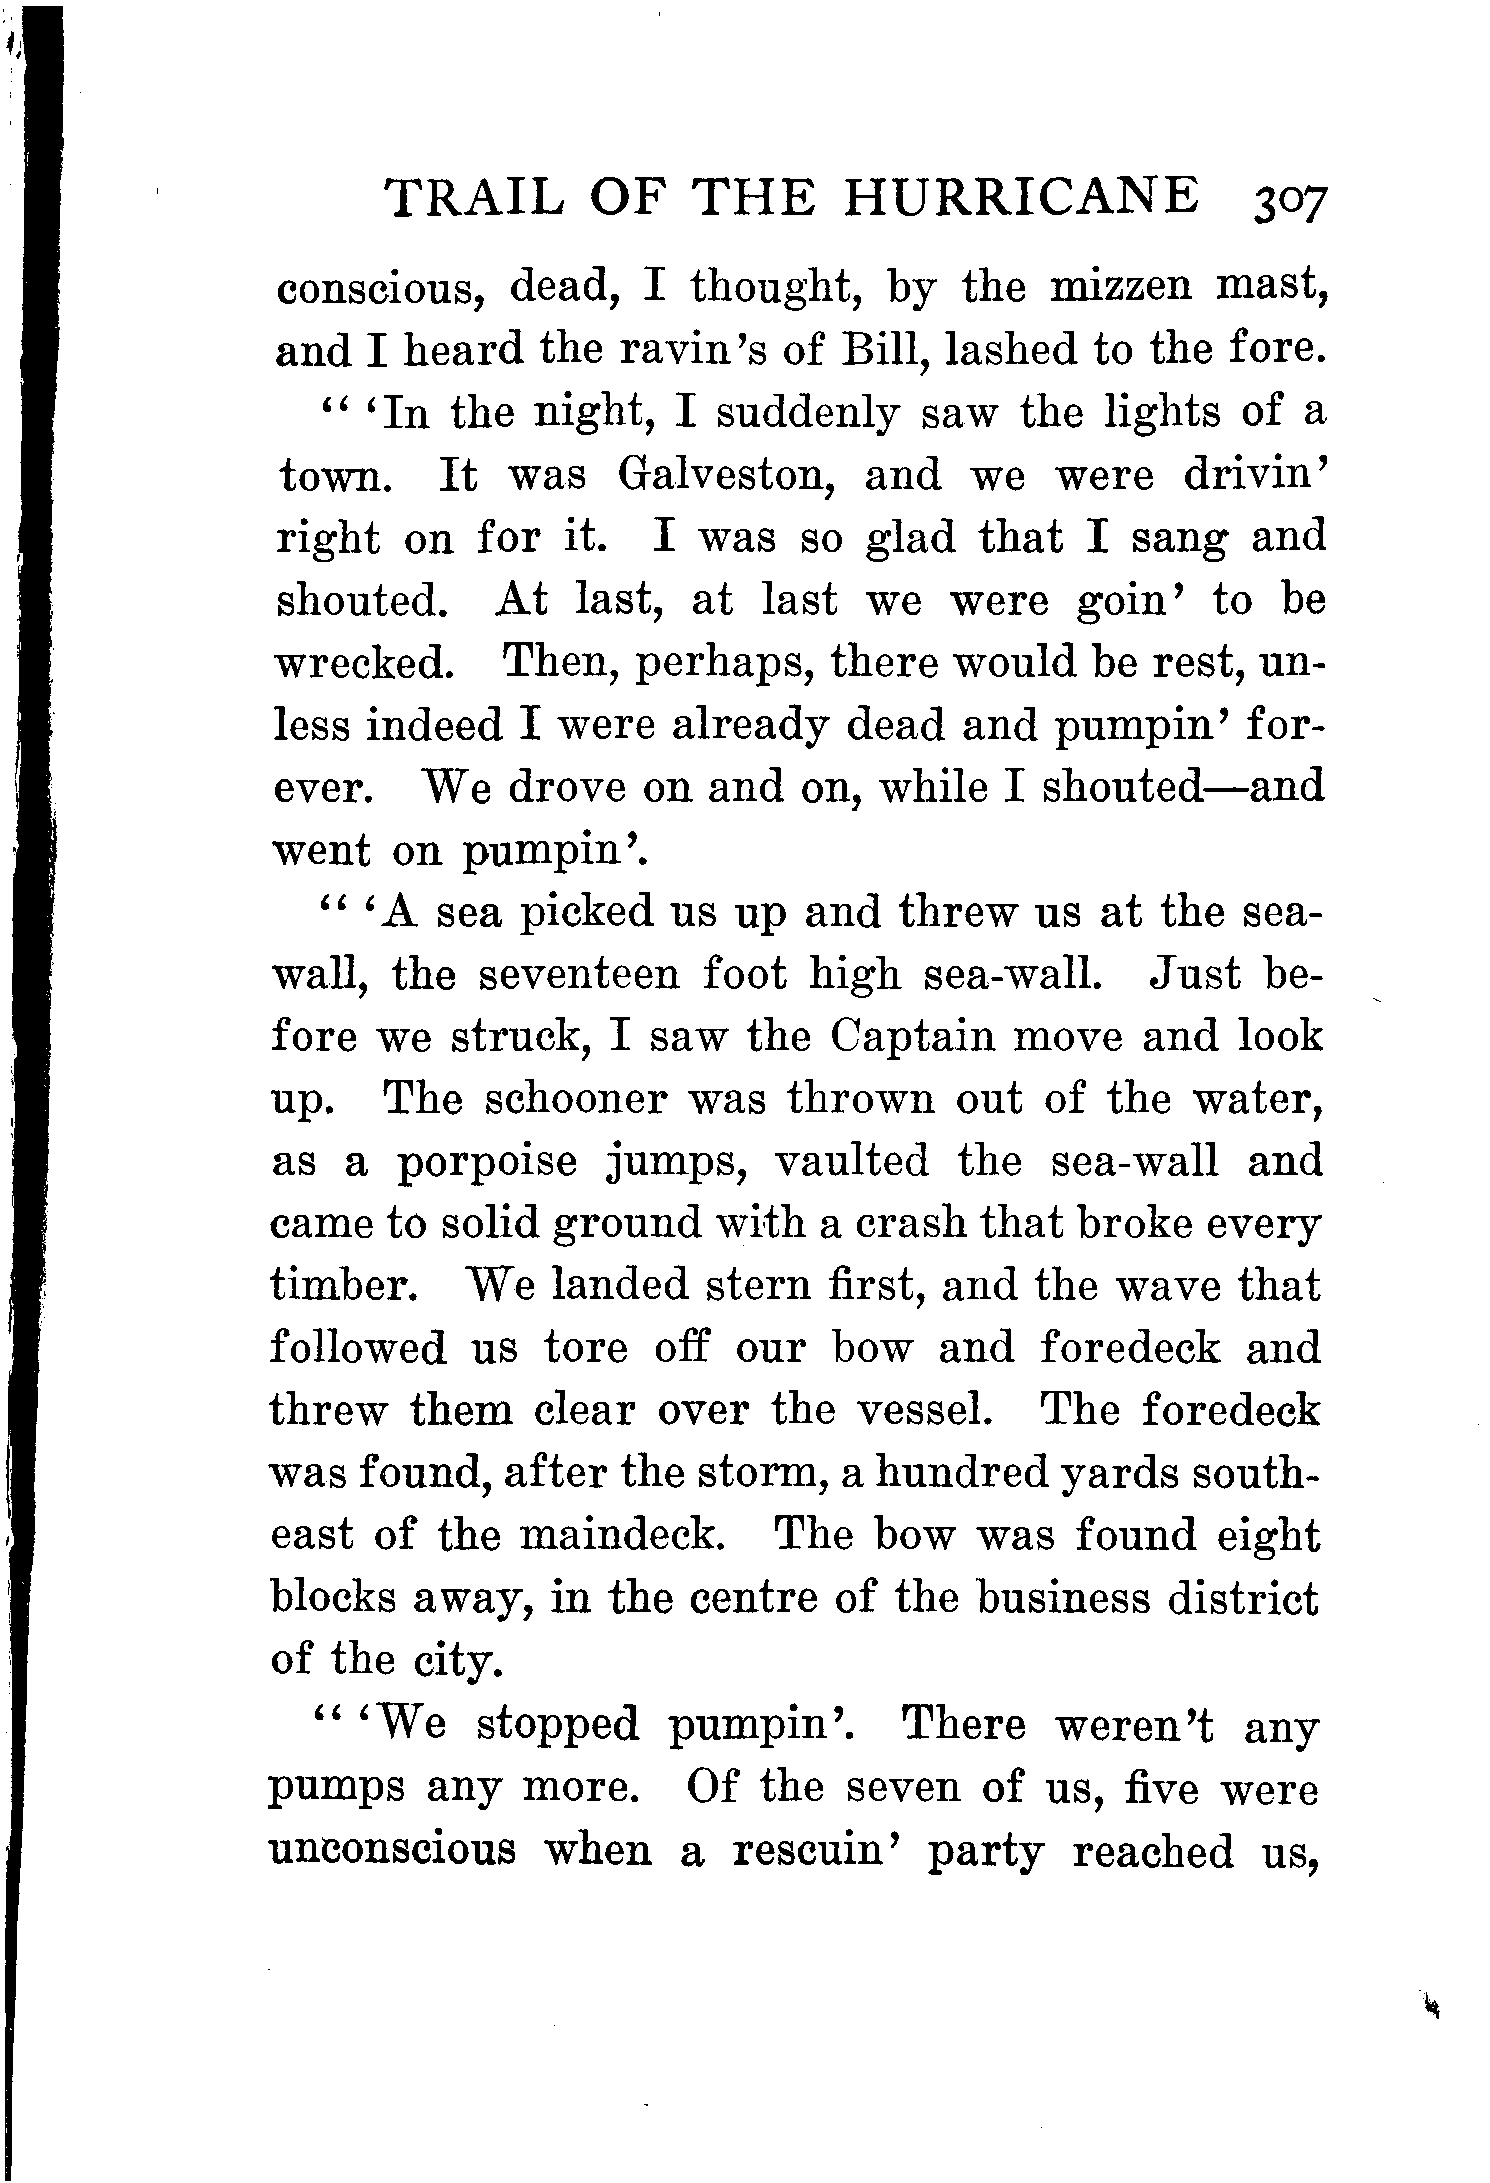 TRAIL OF THE HURRICANE 307
conscious, dead, I thought, by the mizzen mast,
and I heard the ravin's of Bill, lashed to the fore.
“ ‘In the night, I suddenly saw the lights of a
town. It was Galveston, and we were drivin’
right on for it. I was so glad that I sang and
shouted. At last, at last we were goin’ to be
wrecked. Then, perhaps, there would be rest, un-
less indeed I were already dead and pumpin’ for-
ever. We drove on and on, while I shouted—and
went on pumpin’.
“ ‘A sea picked us up and threw us at the sea-
wall, the seventeen foot high sea-wall. Just be-
fore we struck, I saw the Captain move and look
up. The schooner was thrown out of the water,
as a porpoise jumps, vaulted the sea-wall and
came to solid ground with a crash that broke every
timber. We landed stern first, and the wave that
followed us tore off our bow and foredeck and
threw them clear over the vessel. The foredeck
was found, after the storm, a hundred yards south-
east of the maindeck. The bow was found eight
blocks away, in the centre of the business district
of the city.
“ ‘We stopped pumpin’. There weren’t any
pumps any more. Of the seven of us, five were
unconscious when a rescuin’ party reached us,